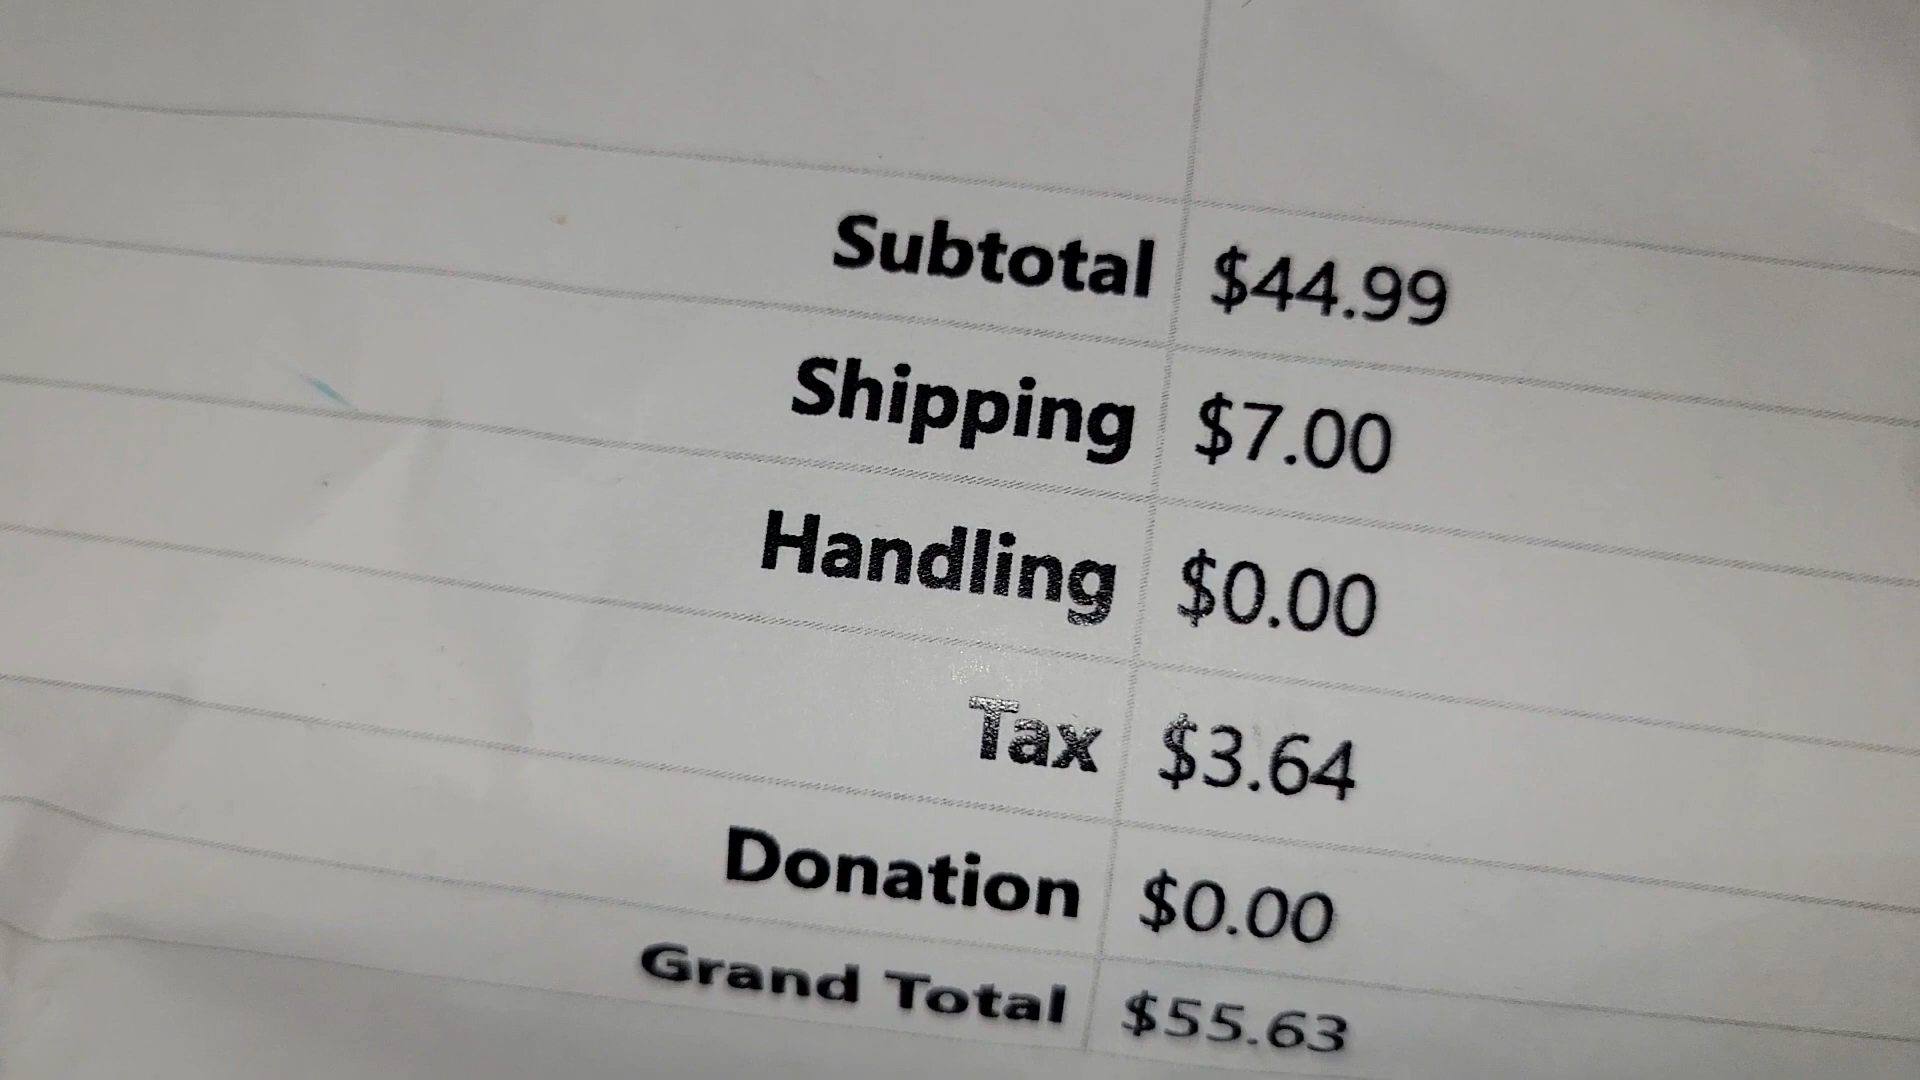 Subtotal $44.99
Shipping $7.00
Handling $0.00
Tax $3.64
Donation $0.00
Grand Total $55.63